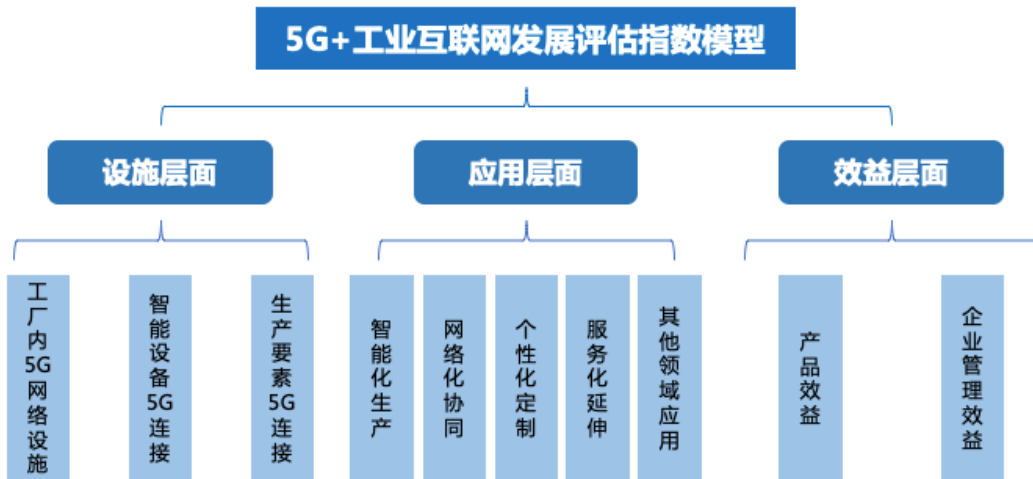 5G+工业互联网发展评估指数模型
设施层面
应用层面
效益层面
工厂内5G网络设施
智能设备5G连接
生产要素5G连接
智能化生产
网络化协同
个性化定制
服务化延伸
其他领域应用
产品效益
企业管理效益